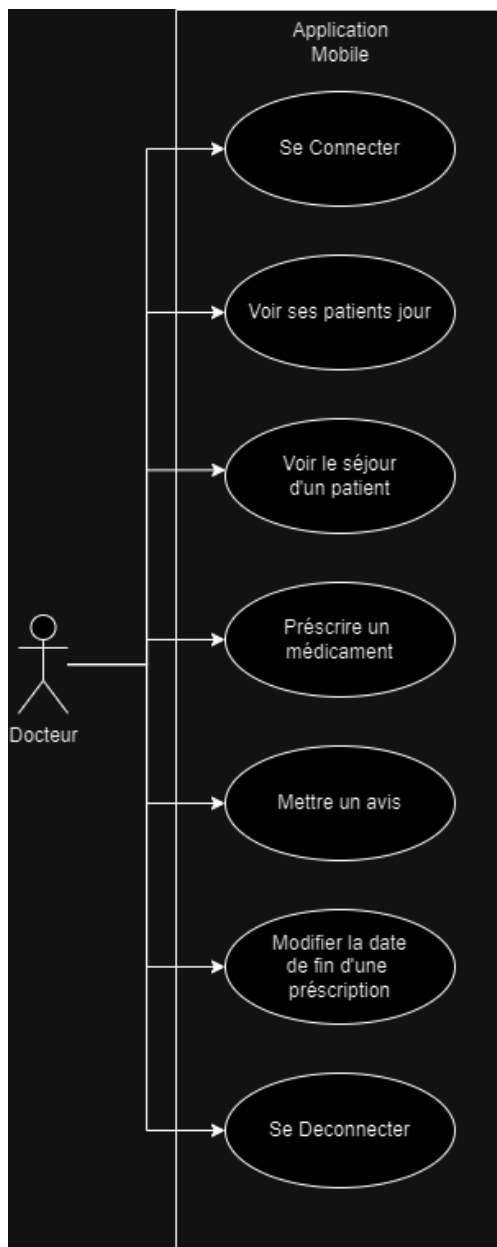 Application
Mobile
Se Connecter
Voir ses patients jour
Voir le séjour
d'un patient
Préscrire un
médicament
Docteur
Mettre un avis
Modifier la date
de fin d'une
préscription
Se Deconnecter